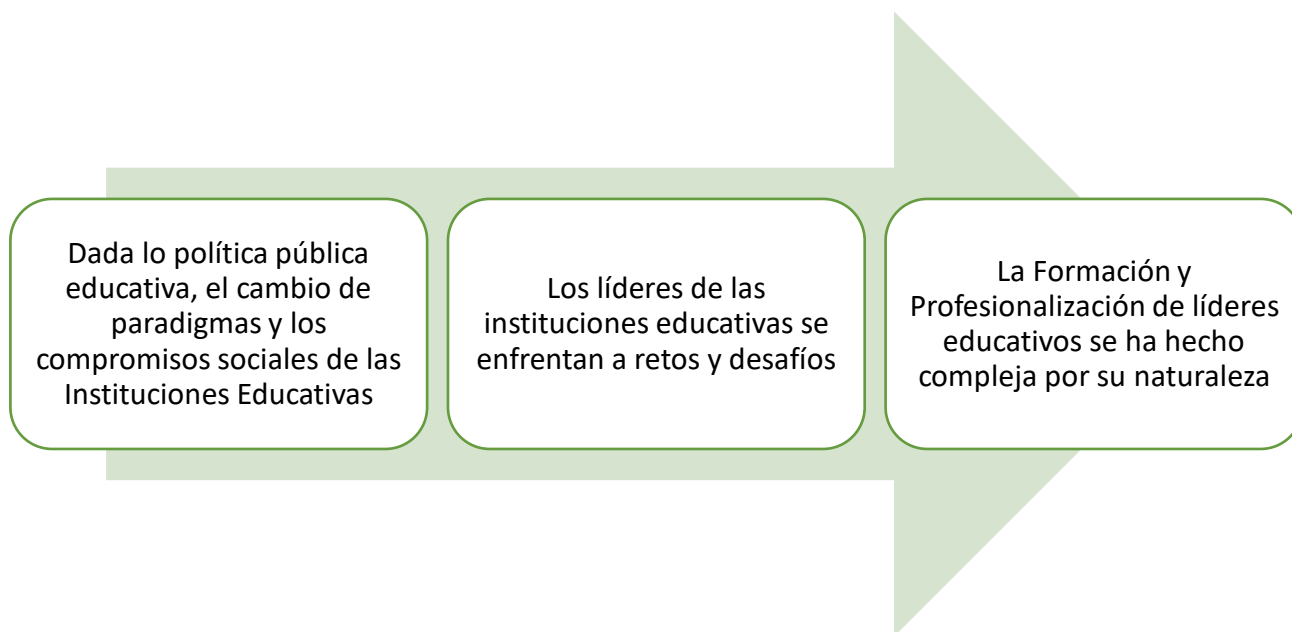 Dada lo política pública
educativa, el cambio de
paradigmas y los
compromisos sociales de las
Instituciones Educativas
Los líderes de las
instituciones educativas se
enfrentan a retos y desafíos
La Formación y
Profesionalización de líderes
educativos se ha hecho
compleja por su naturaleza